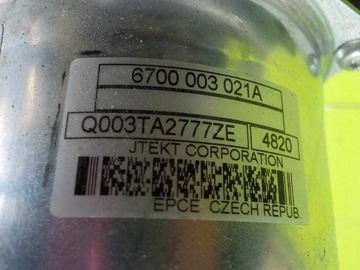 6700 003 021A
Q003TA2777ZE 4820
JTEKT CORPORATION
EPCE CZECH REPUB.